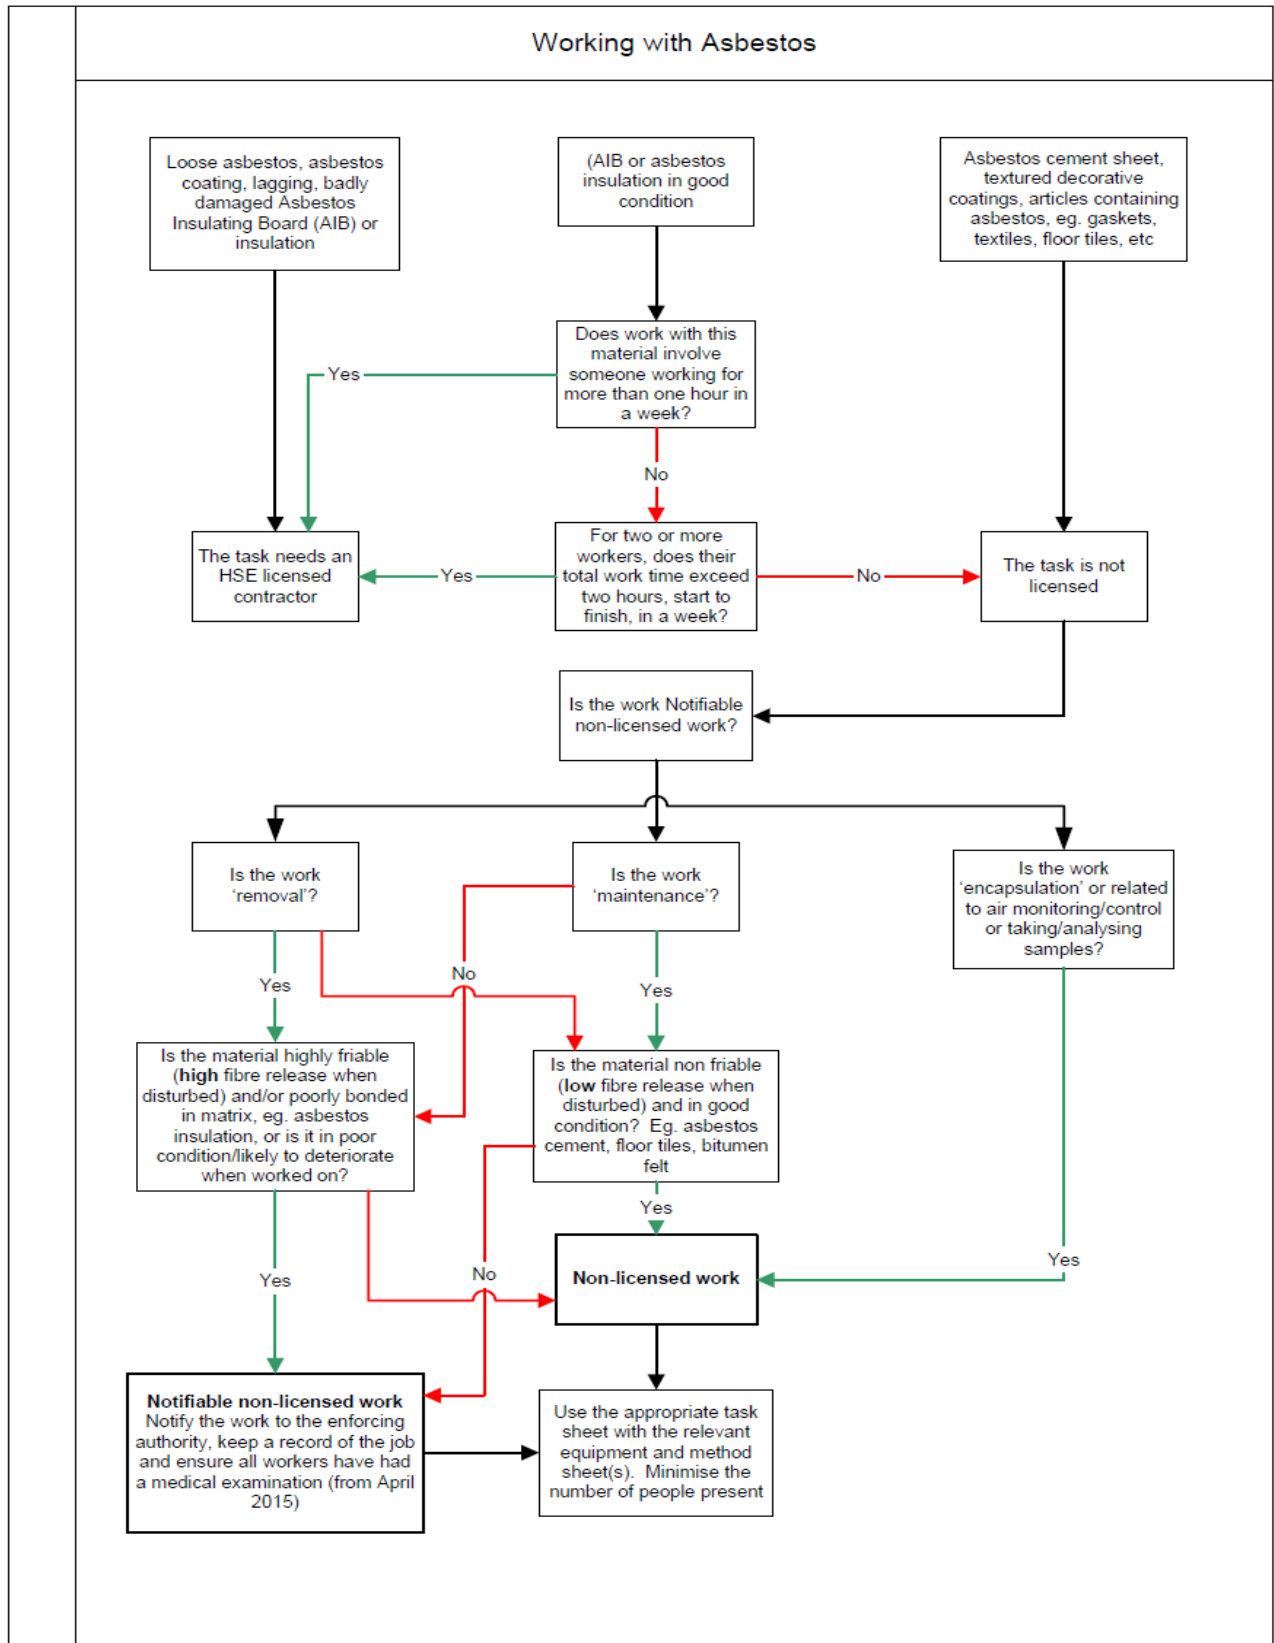 Working with Asbestos
Loose asbestos, asbestos
coating, lagging, badly
damaged Asbestos
Insulating Board (AIB) or
insulation
(AIB or asbestos
insulation in good
condition
Asbestos cement sheet,
textured decorative
coatings, articles containing
asbestos, eg. gaskets,
textiles, floor tiles, etc
Does work with this
material involve
someone working for
more than one hour in
a week?
Yes
No
The task needs an
HSE licensed
contractor
Yes
For two or more
workers, does their
total work time exceed
two hours, start to
finish, in a week?
No
The task is not
licensed
Is the work Notifiable
non-licensed work?
Is the work
‘removal’?
Is the work
‘maintenance’?
Is the work
‘encapsulation’ or related
to air monitoring/control
or taking/analysing
samples?
Yes
No
Yes
Is the material highly friable
(high fibre release when
disturbed) and/or poorly bonded
in matrix, eg. asbestos
insulation, or is it in poor
condition/likely to deteriorate
when worked on?
Is the material non friable
(low fibre release when
disturbed) and in good
condition?  Eg. asbestos
cement, floor tiles, bitumen
felt
Yes
Yes
No
Non-licensed work
Yes
Notifiable non-licensed work
Notify the work to the enforcing
authority, keep a record of the job
and ensure all workers have had
a medical examination (from April
2015)
Use the appropriate task
sheet with the relevant
equipment and method
sheet(s).  Minimise the
number of people present